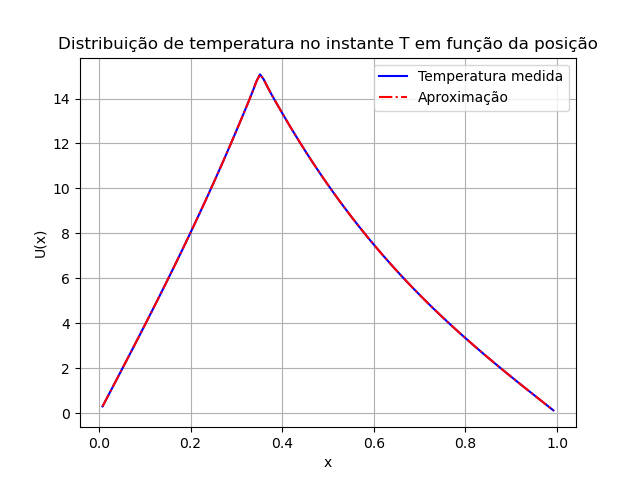 Distribuição de temperatura no instante T em função da posição
Temperatura medida
Aproximação
14
12
10
8
6
4
2
0
U(x)
0.0 0.2 0.4 0.6 0.8 1.0
x